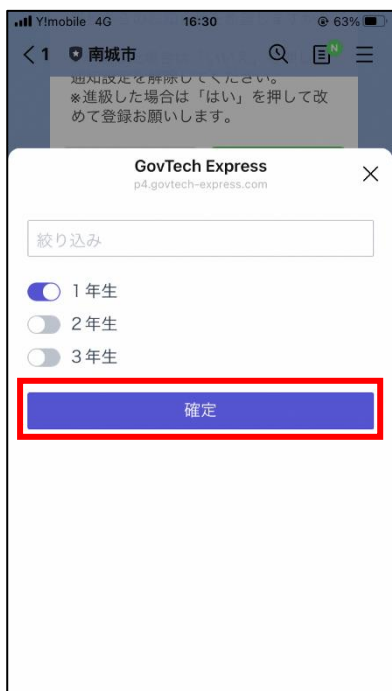 Y!mobile 4G 16:30 63%
1 南城市 N
通知設定を解除してください。
※進級した場合は「はい」を押して改
めて登録お願いします。
GovTech Express
p4.govtech-express.com
絞り込み
1年生
2年生
3年生
確定